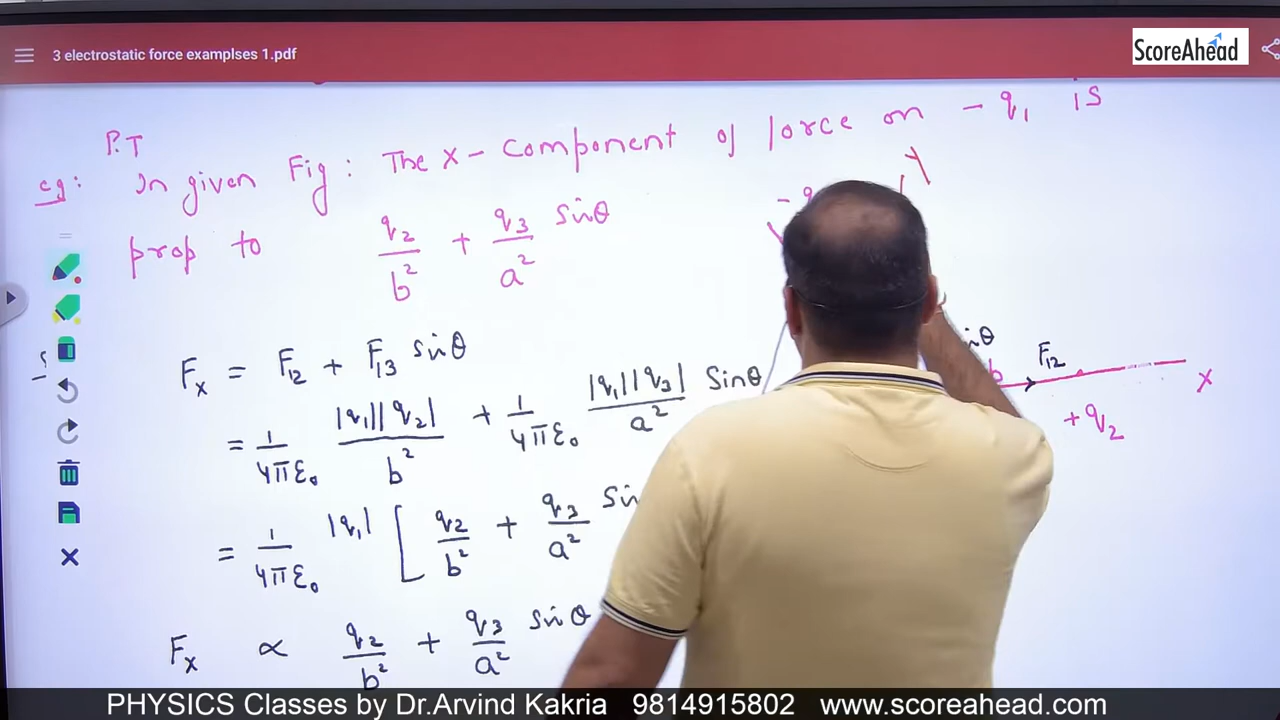 3 electrostatic force examplses 1.pdf
ScoreAhead
P.T
eg: In given Fig: The X-Component of force on -q₁ is
prop to q₂/b² + q₃/a² sinθ
- q
Y
Fₓ = F₁₂ + F₁₃ sinθ
= 1/4πε₀ |q₁||q₂|/b² + 1/4πε₀ |q₁||q₃|/a² Sinθ
= 1/4πε₀ |q₁| [ q₂/b² + q₃/a² Sin
Fₓ ∝ q₂/b² + q₃/a² sinθ
inθ
b F₁₂
X
+q₂
PHYSICS Classes by Dr.Arvind Kakria 9814915802 www.scoreahead.com